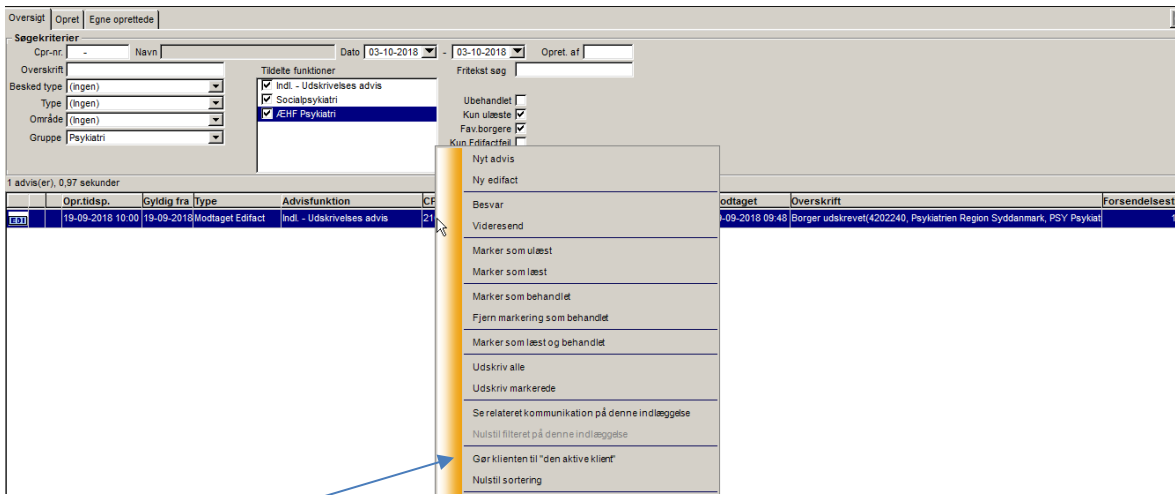 Oversigt Opret Egne oprettede
Søgekriterier
Cpr-nr. - Navn Dato 03-10-2018 - 03-10-2018 Opret. af
Overskrift Tildelte funktioner Fritekst søg
Besked type (Ingen) Indl. - Udskrivelses advis
Type (Ingen) Socialpsykiatri Ubehandlet
Område (Ingen) ÆHF Psykiatri Kun ulæste
Gruppe Psykiatri Fav.borgere
Kun Edifactfejl
1 advis(er), 0,97 sekunder
Opr.tidsp. Gyldig fra Type Advisfunktion Overskrift
19-09-2018 10:00 19-09-2018 Modtaget Edifact Indl. - Udskrivelses advis 21 -09-2018 09:48 Borger udskrevet(4202240, Psykiatrien Region Syddanmark, PSY Psykiat 1
Nyt advis
Ny edifact
Besvar
Videresend
Marker som ulæst
Marker som læst
Marker som behandlet
Fjern markering som behandlet
Marker som læst og behandlet
Udskriv alle
Udskriv markerede
Se relateret kommunikation på denne indlæggelse
Nulstil filteret på denne indlæggelse
Gør klienten til "den aktive klient"
Nulstil sortering